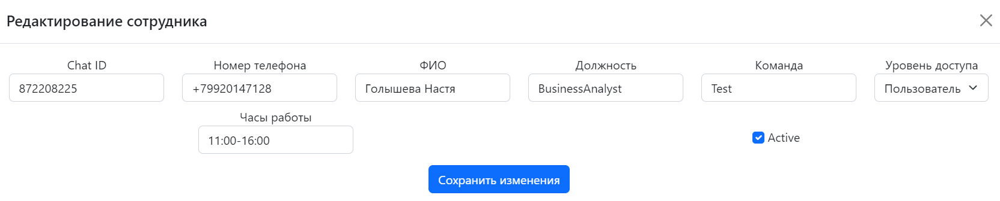 Редактирование сотрудника
Chat ID Номер телефона ФИО Должность Команда Уровень доступа
872208225 +79920147128 Голышева Настя BusinessAnalyst Test Пользователь
Часы работы
11:00-16:00 Active
Сохранить изменения